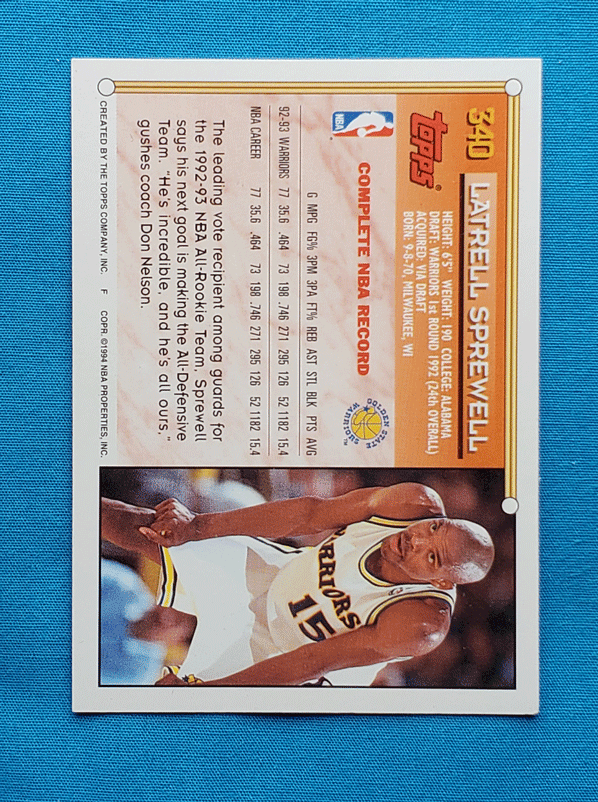 340
LATRELL SPREWELL
HEIGHT: 6'5" WEIGHT: 190 COLLEGE: ALABAMA
DRAFT: WARRIORS 1st ROUND 1992 (24th OVERALL)
ACQUIRED: VIA DRAFT
BORN: 9-8-70, MILWAUKEE, WI
TOPPS
NBA
COMPLETE NBA RECORD
GOLDEN STATE
WARRIORS
G MPG FG% 3PM 3PA FT% REB AST STL BLK PTS AVG
92-93 WARRIORS 77 35.6 .464 73 198 .746 271 295 126 52 1182 15.4
NBA CAREER 77 35.6 .464 73 198 .746 271 295 126 52 1182 15.4
The leading vote recipient among guards for
the 1992-93 NBA All-Rookie Team, Sprewell
says his next goal is making the All-Defensive
Team. "He's incredible, and he's all ours,"
gushes coach Don Nelson.
CREATED BY THE TOPPS COMPANY, INC. F COPR. ©1994 NBA PROPERTIES, INC.
WARRIORS
15